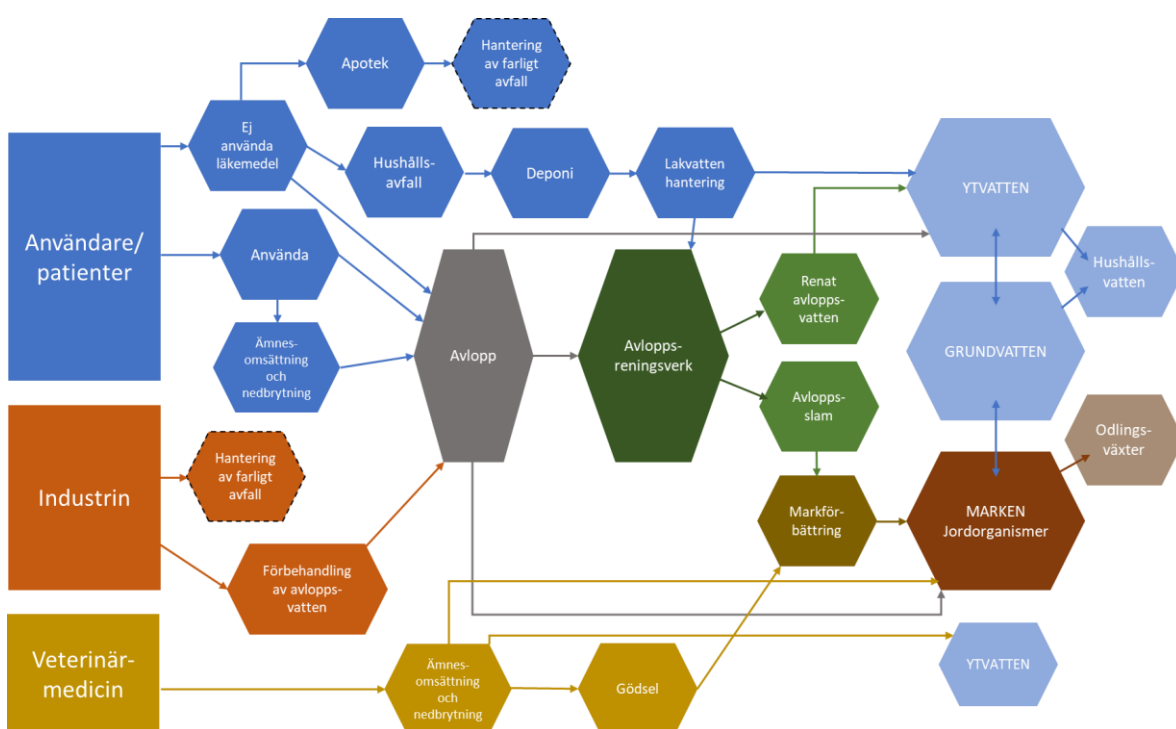 Apotek
Hantering
av farligt
avfall
Ej
använda
läkemedel
Hushålls-
avfall
Deponi
Lakvatten
hantering
YTVATTEN
Användare/
patienter
Använda
Renat
avlopps-
vatten
Hushålls-
vatten
Ämnes-
omsättning
och
nedbrytning
Avlopp
Avlopps-
reningsverk
GRUNDVATTEN
Avlopps-
slam
Odlings-
växter
Industrin
Hantering
av farligt
avfall
Markför-
bättring
MARKEN
Jordorganismer
Förbehandling
av avlopps-
vatten
Veterinär-
medicin
Ämnes-
omsättning
och
nedbrytning
Gödsel
YTVATTEN